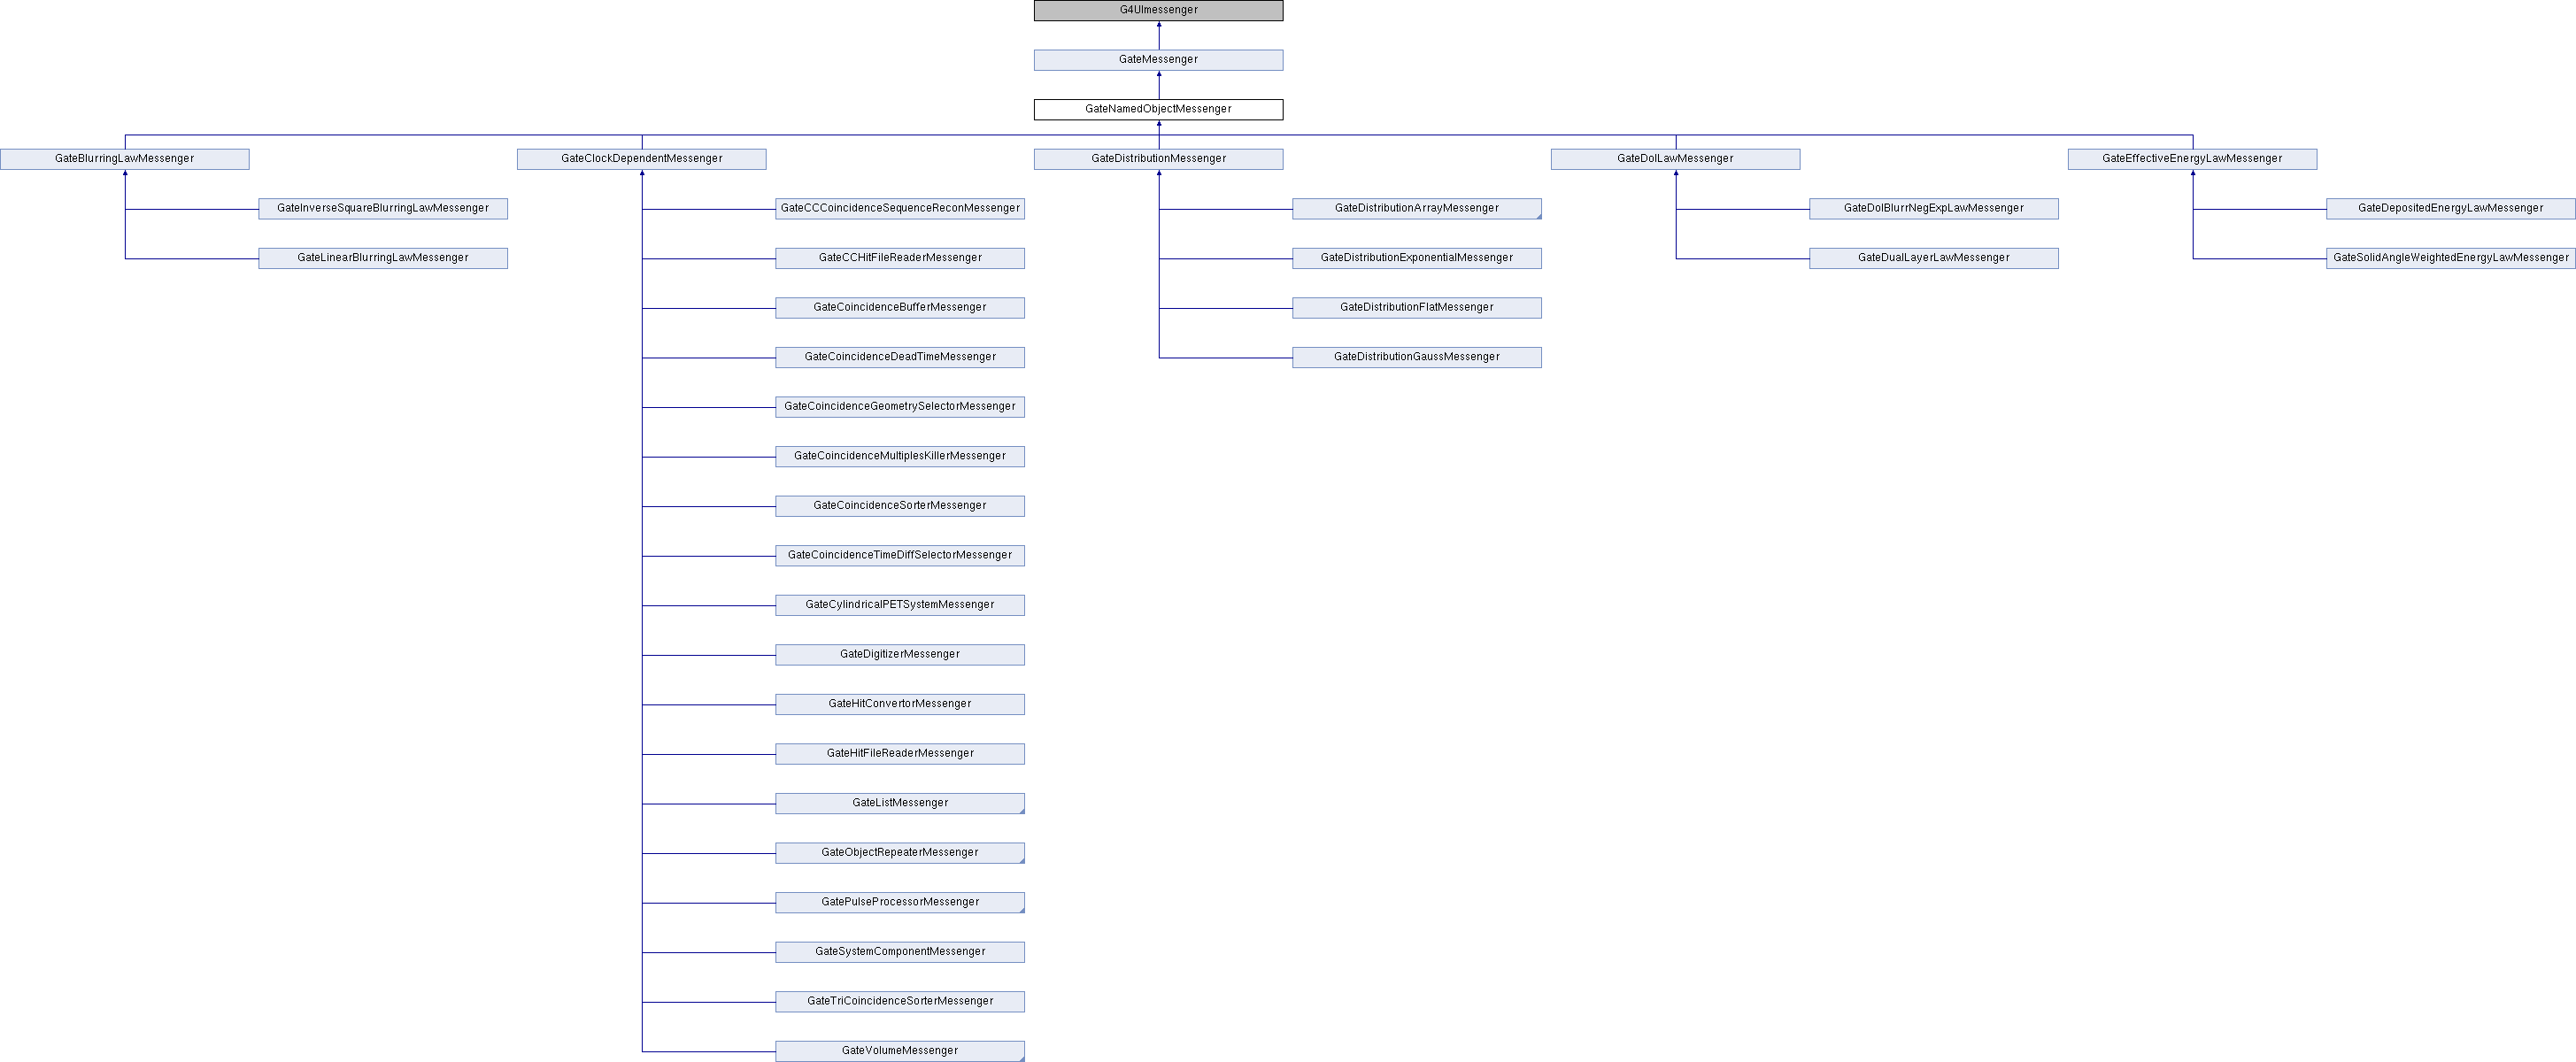 G4UImessenger
GateMessenger
GateNamedObjectMessenger
GateBlurringLawMessenger
GateClockDependentMessenger
GateDistributionMessenger
GateDoILawMessenger
GateEffectiveEnergyLawMessenger
GateInverseSquareBlurringLawMessenger
GateCCCoincidenceSequenceReconMessenger
GateDistributionArrayMessenger
GateDoIBlurrNegExpLawMessenger
GateDepositedEnergyLawMessenger
GateLinearBlurringLawMessenger
GateCCHitFileReaderMessenger
GateDistributionExponentialMessenger
GateDualLayerLawMessenger
GateSolidAngleWeightedEnergyLawMessenger
GateCoincidenceBufferMessenger
GateDistributionFlatMessenger
GateCoincidenceDeadTimeMessenger
GateDistributionGaussMessenger
GateCoincidenceGeometrySelectorMessenger
GateCoincidenceMultiplesKillerMessenger
GateCoincidenceSorterMessenger
GateCoincidenceTimeDiffSelectorMessenger
GateCylindricalPETSystemMessenger
GateDigitizerMessenger
GateHitConvertorMessenger
GateHitFileReaderMessenger
GateListMessenger
GateObjectRepeaterMessenger
GatePulseProcessorMessenger
GateSystemComponentMessenger
GateTriCoincidenceSorterMessenger
GateVolumeMessenger